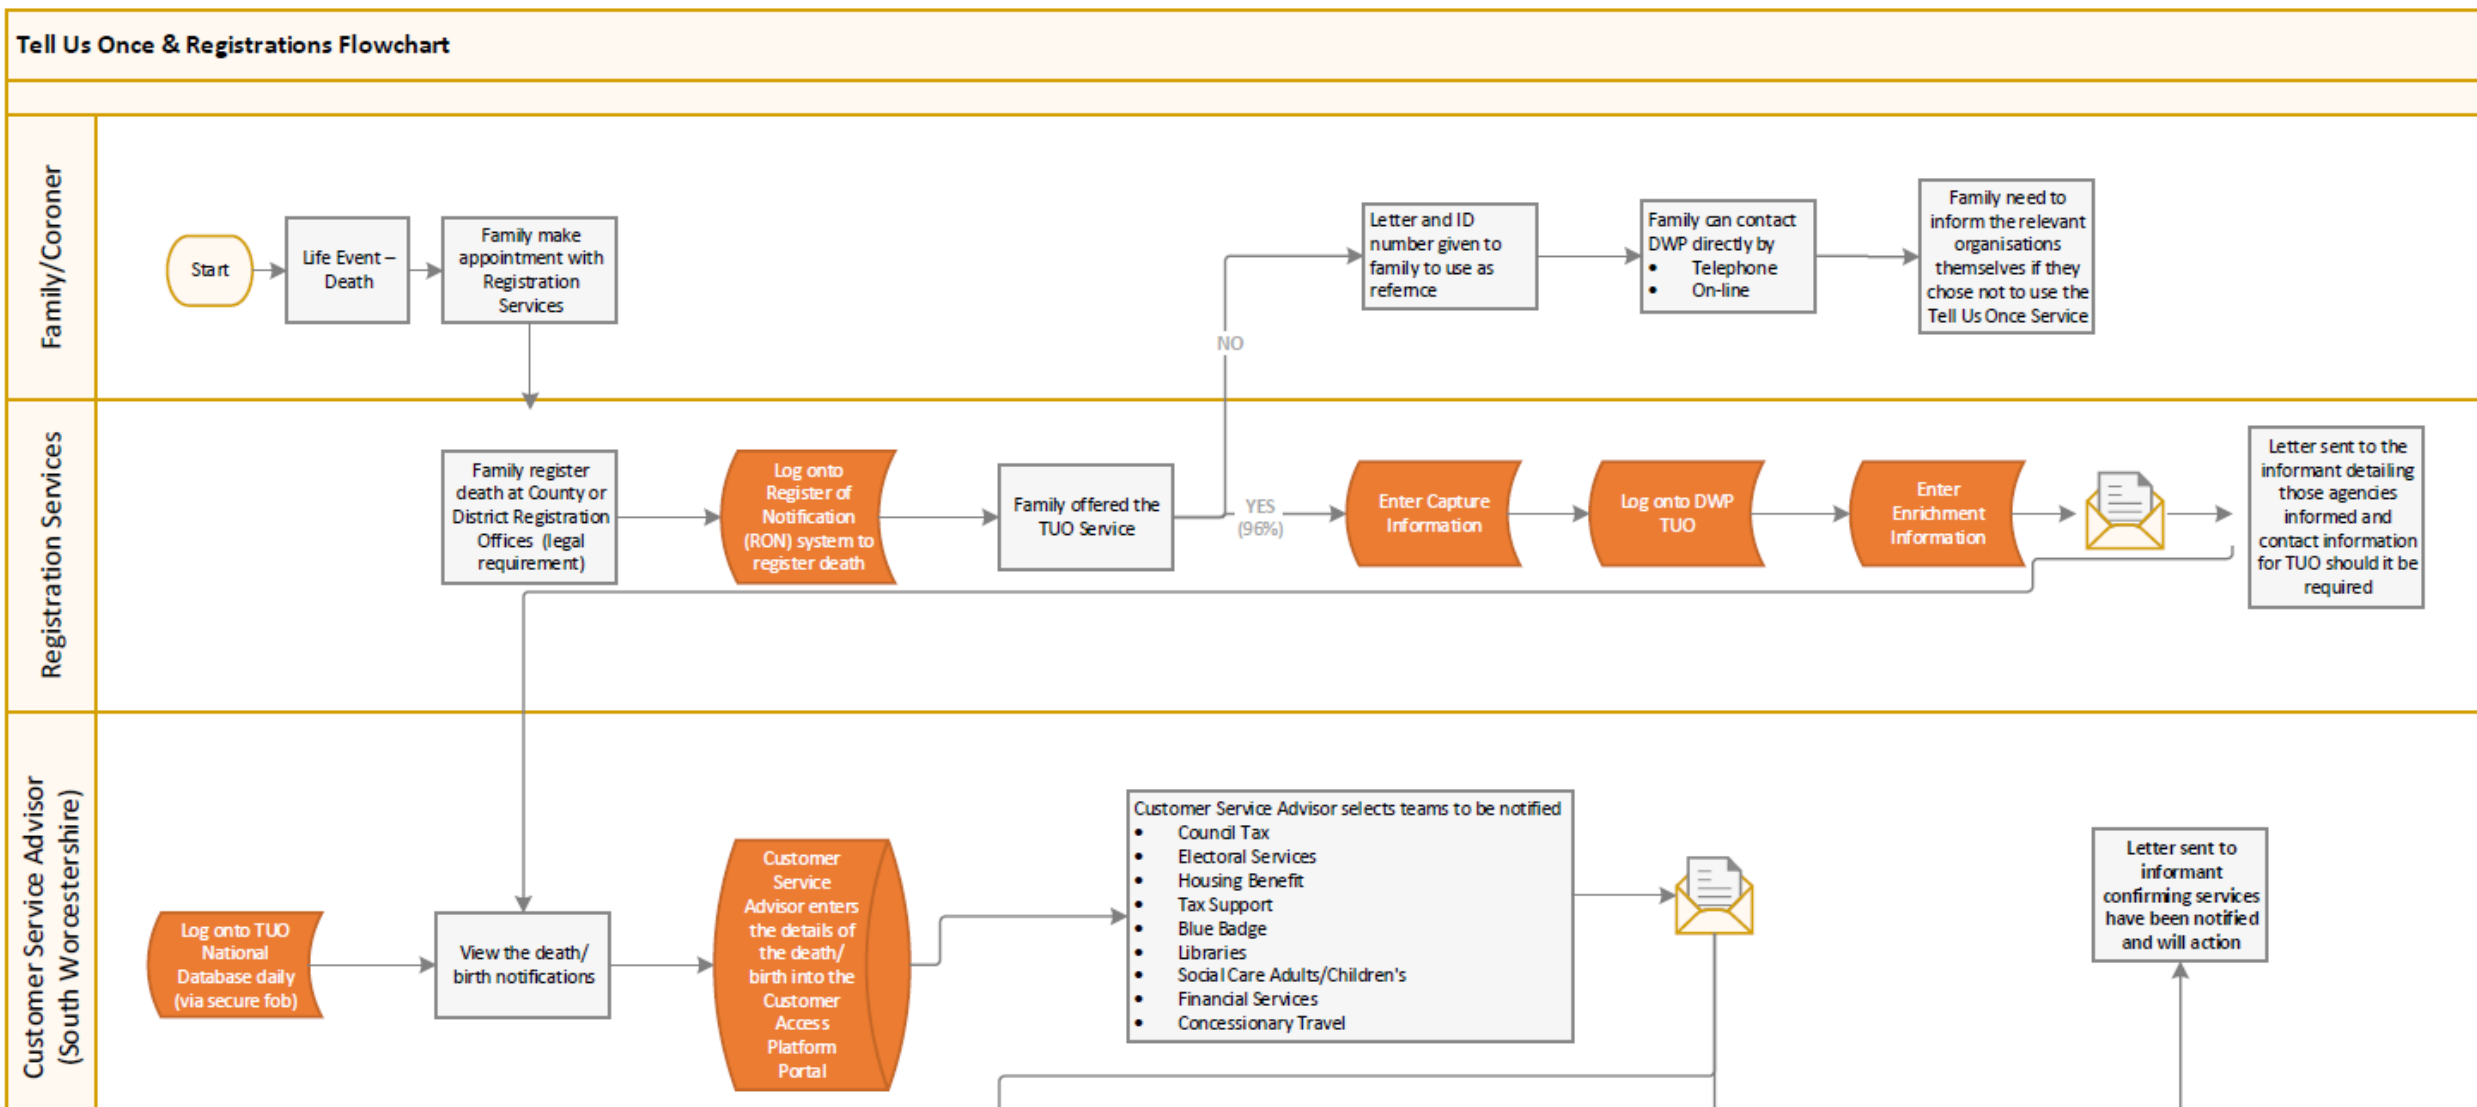 Tell Us Once & Registrations Flowchart
Family/Coroner
Start
Life Event –
Death
Family make
appointment with
Registration
Services
NO
Letter and ID
number given to
family to use as
refernce
Family can contact
DWP directly by
• Telephone
• On-line
Family need to
inform the relevant
organisations
themselves if they
chose not to use the
Tell Us Once Service
Registration Services
Family register
death at County or
District Registration
Offices (legal
requirement)
Log onto
Register of
Notification
(RON) system to
register death
Family offered the
TUO Service
YES
(96%)
Enter Capture
Information
Log onto DWP
TUO
Enter
Enrichment
Information
Letter sent to the
informant detailing
those agencies
informed and
contact information
for TUO should it be
required
Customer Service Advisor
(South Worcestershire)
Log onto TUO
National
Database daily
(via secure fob)
View the death/
birth notifications
Customer
Service
Advisor enters
the details of
the death/
birth into the
Customer
Access
Platform
Portal
Customer Service Advisor selects teams to be notified
• Council Tax
• Electoral Services
• Housing Benefit
• Tax Support
• Blue Badge
• Libraries
• Social Care Adults/Children's
• Financial Services
• Concessionary Travel
Letter sent to
informant
confirming services
have been notified
and will action